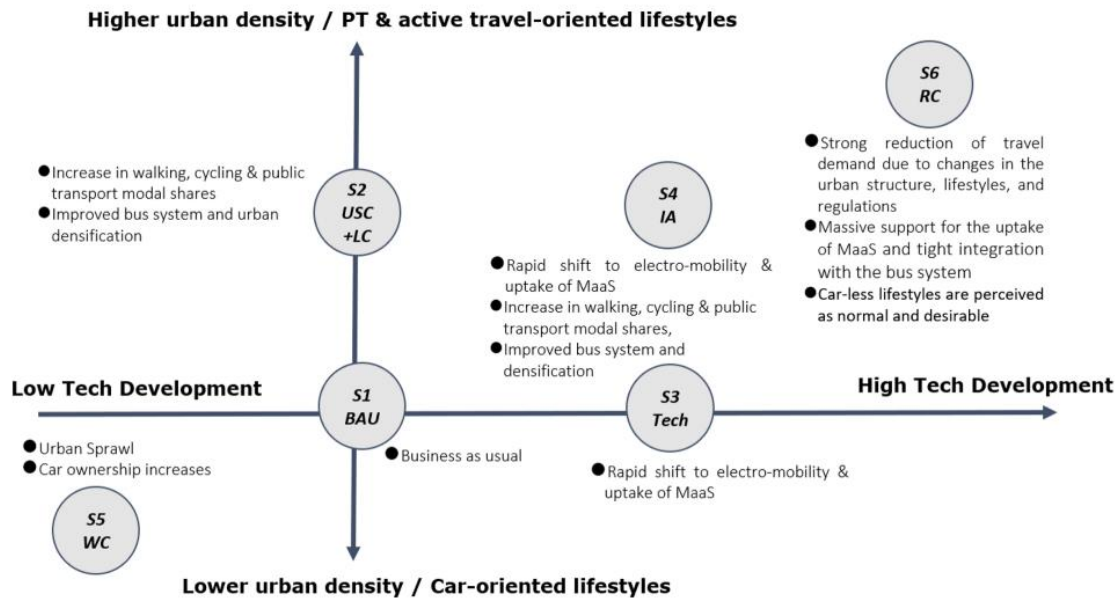 Higher urban density / PT & active travel-oriented lifestyles
S6
RC
● Strong reduction of travel
demand due to changes in the
urban structure, lifestyles, and
regulations
● Massive support for the uptake
of MaaS and tight integration
with the bus system
● Car-less lifestyles are perceived
as normal and desirable
● Increase in walking, cycling & public
transport modal shares
● Improved bus system and urban
densification
S2
USC
+LC
S4
IA
● Rapid shift to electro-mobility &
uptake of MaaS
● Increase in walking, cycling & public
transport modal shares,
● Improved bus system and
densification
Low Tech Development
S1
BAU
S3
Tech
High Tech Development
● Urban Sprawl
● Car ownership increases
● Business as usual
● Rapid shift to electro-mobility &
uptake of MaaS
S5
WC
Lower urban density / Car-oriented lifestyles